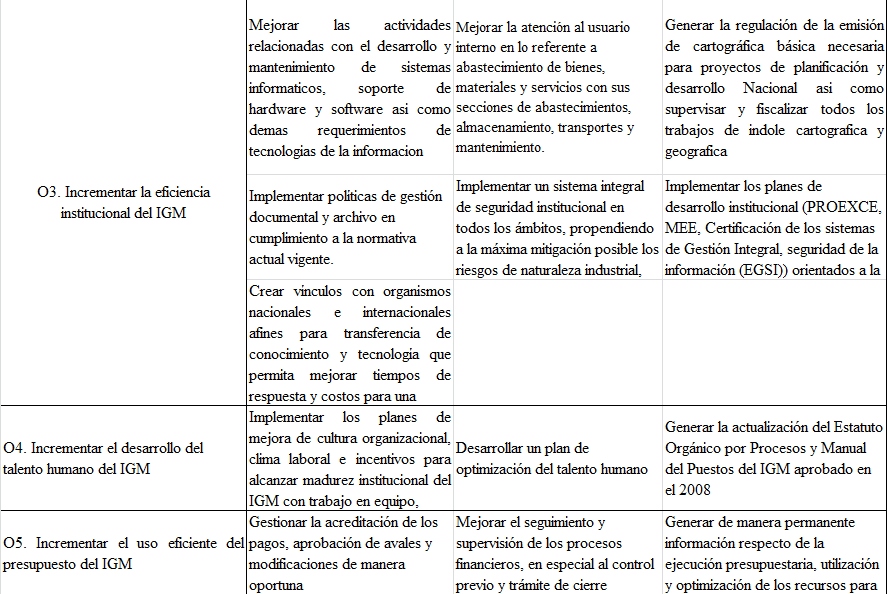 Mejorar las actividades
relacionadas con el desarrollo y
mantenimiento de sistemas
informaticos, soporte de
hardware y software asi como
demas requerimientos de
tecnologias de la informacion
Mejorar la atención al usuario
interno en lo referente a
abastecimiento de bienes,
materiales y servicios con sus
secciones de abastecimientos,
almacenamiento, transportes y
mantenimiento.
Generar la regulación de la emisión
de cartográfica básica necesaria
para proyectos de planificación y
desarrollo Nacional asi como
supervisar y fiscalizar todos los
trabajos de indole cartografica y
geografica
O3. Incrementar la eficiencia
institucional del IGM
Implementar políticas de gestión
documental y archivo en
cumplimiento a la normativa
actual vigente.
Implementar un sistema integral
de seguridad institucional en
todos los ámbitos, propendiendo
a la máxima mitigación posible los
riesgos de naturaleza industrial,
Implementar los planes de
desarrollo institucional (PROEXCE,
MEE, Certificación de los sistemas
de Gestión Integral, seguridad de la
información (EGSI)) orientados a la
Crear vinculos con organismos
nacionales e internacionales
afines para transferencia de
conocimiento y tecnologia que
permita mejorar tiempos de
respuesta y costos para una
O4. Incrementar el desarrollo del
talento humano del IGM
Implementar los planes de
mejora de cultura organizacional,
clima laboral e incentivos para
alcanzar madurez institucional del
IGM con trabajo en equipo,
Desarrollar un plan de
optimización del talento humano
Generar la actualización del Estatuto
Orgánico por Procesos y Manual
del Puestos del IGM aprobado en
el 2008
O5. Incrementar el uso eficiente del
presupuesto del IGM
Gestionar la acreditación de los
pagos, aprobación de avales y
modificaciones de manera
oportuna
Mejorar el seguimiento y
supervisión de los procesos
financieros, en especial al control
previo y trámite de cierre
Generar de manera permanente
información respecto de la
ejecución presupuestaria, utilización
y optimización de los recursos para